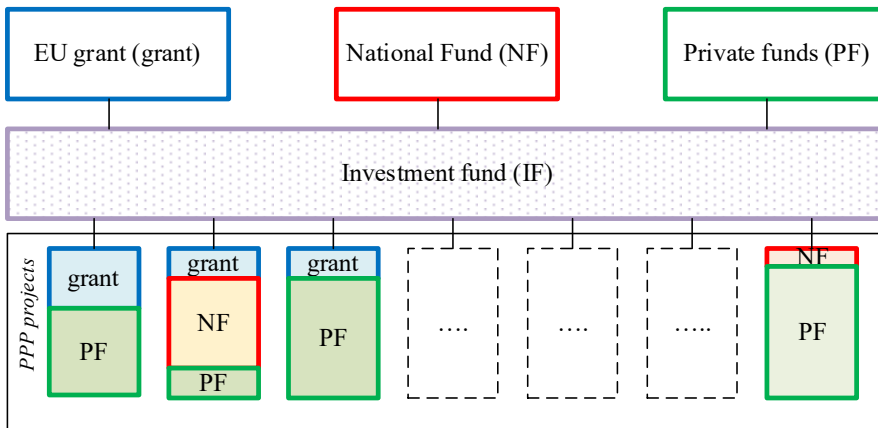 EU grant (grant)
National Fund (NF)
Private funds (PF)
Investment fund (IF)
PPP projects
grant
PF
grant
NF
PF
grant
PF
....
....
.....
NF
PF